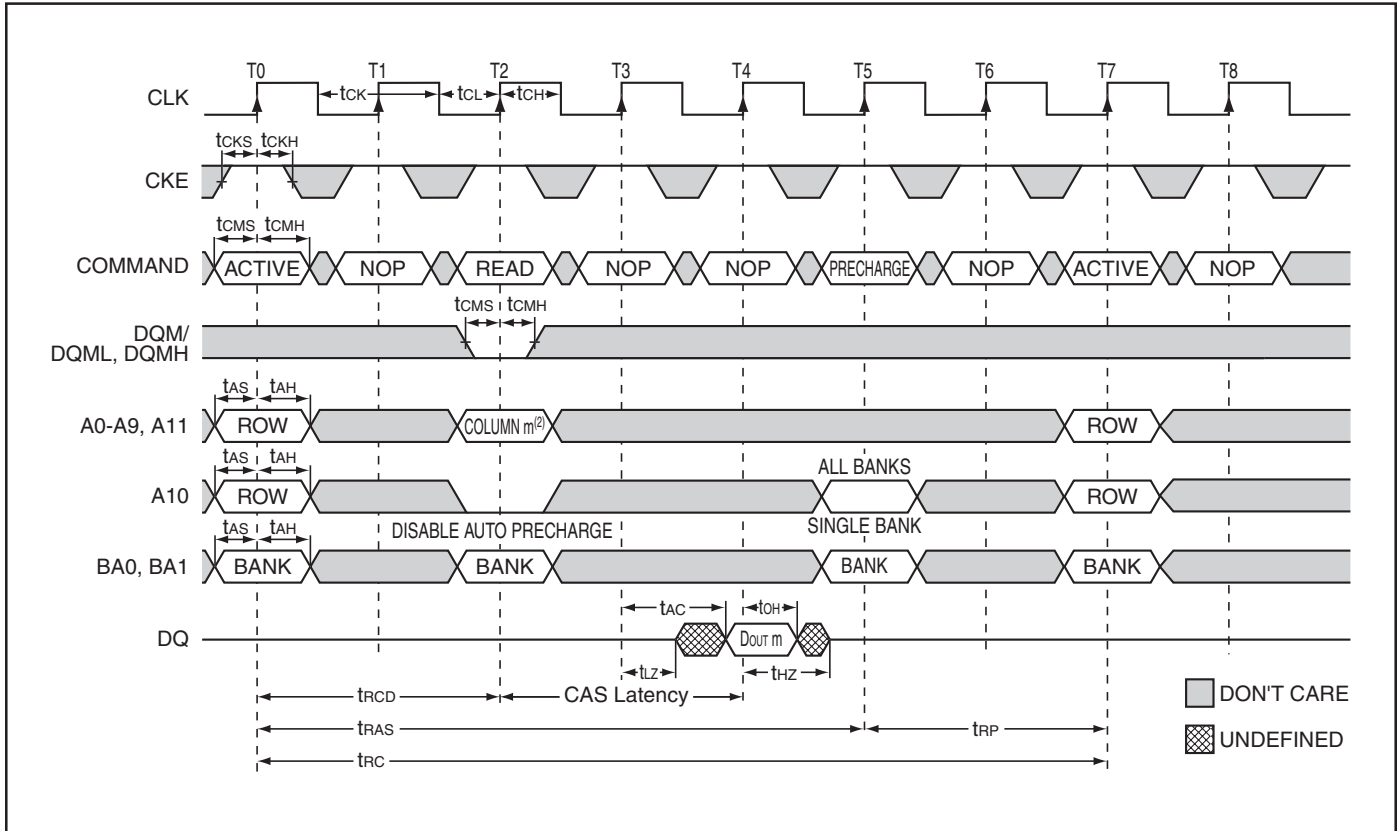 T0 T1 T2 T3 T4 T5 T6 T7 T8
CLK tCK tCL tCH
tCKS tCKH
CKE
tCMS tCMH
COMMAND ACTIVE NOP READ NOP NOP PRECHARGE NOP ACTIVE NOP
tCMS tCMH
DQM/
DQML, DQMH
tAS tAH
A0-A9, A11 ROW COLUMN m(2) ROW
tAS tAH ALL BANKS
A10 ROW ROW
tAS tAH DISABLE AUTO PRECHARGE SINGLE BANK
BA0, BA1 BANK BANK BANK BANK
tAC tOH
DQ DOUT m
tLZ tHZ
tRCD CAS Latency DON'T CARE
tRAS tRP UNDEFINED
tRC